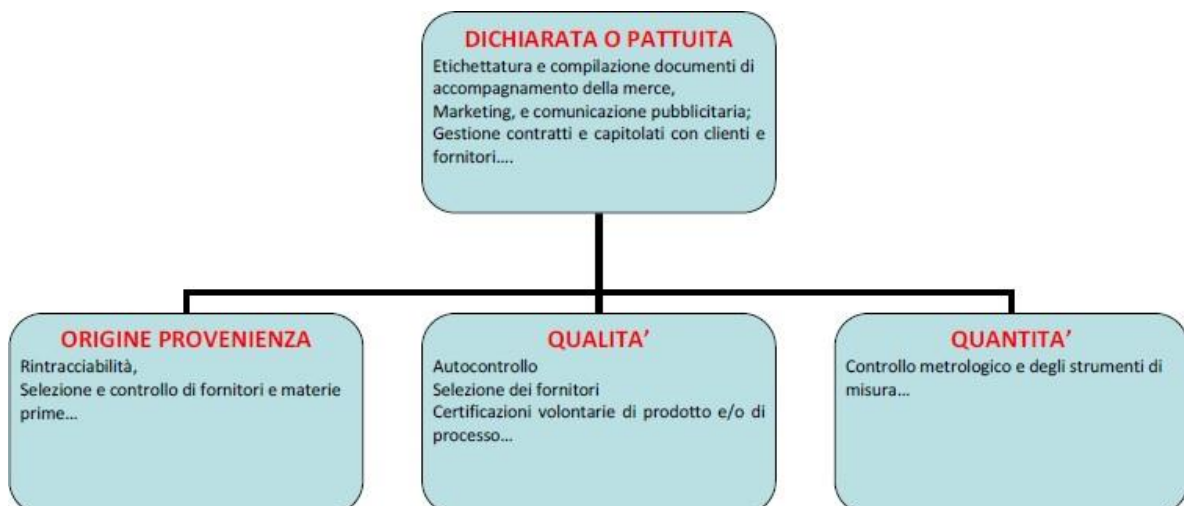 DICHIARATA O PATTUITA
Etichettatura e compilazione documenti di
accompagnamento della merce,
Marketing, e comunicazione pubblicitaria;
Gestione contratti e capitolati con clienti e
fornitori....
ORIGINE PROVENIENZA
Rintracciabilità,
Selezione e controllo di fornitori e materie
prime...
QUALITA’
Autocontrollo
Selezione dei fornitori
Certificazioni volontarie di prodotto e/o di
processo...
QUANTITA’
Controllo metrologico e degli strumenti di
misura...